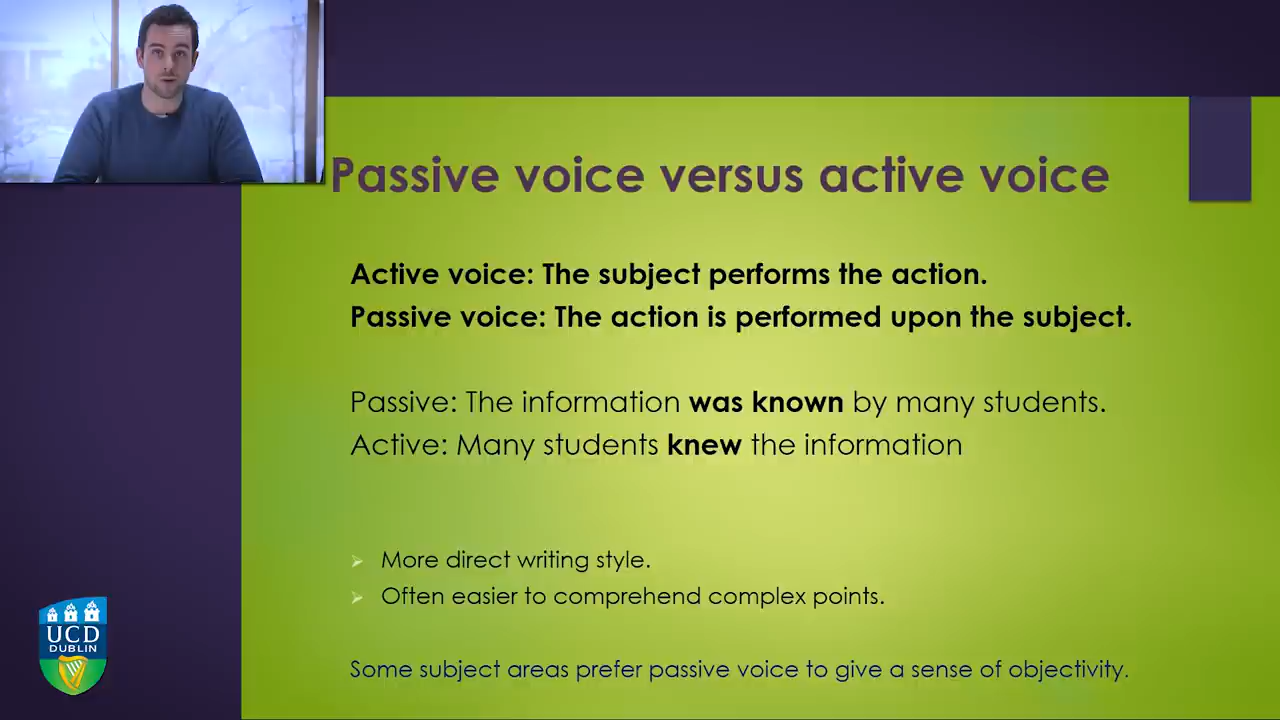 Passive voice versus active voice
Active voice: The subject performs the action.
Passive voice: The action is performed upon the subject.
Passive: The information was known by many students.
Active: Many students knew the information
More direct writing style.
Often easier to comprehend complex points.
UCD
DUBLIN
Some subject areas prefer passive voice to give a sense of objectivity.